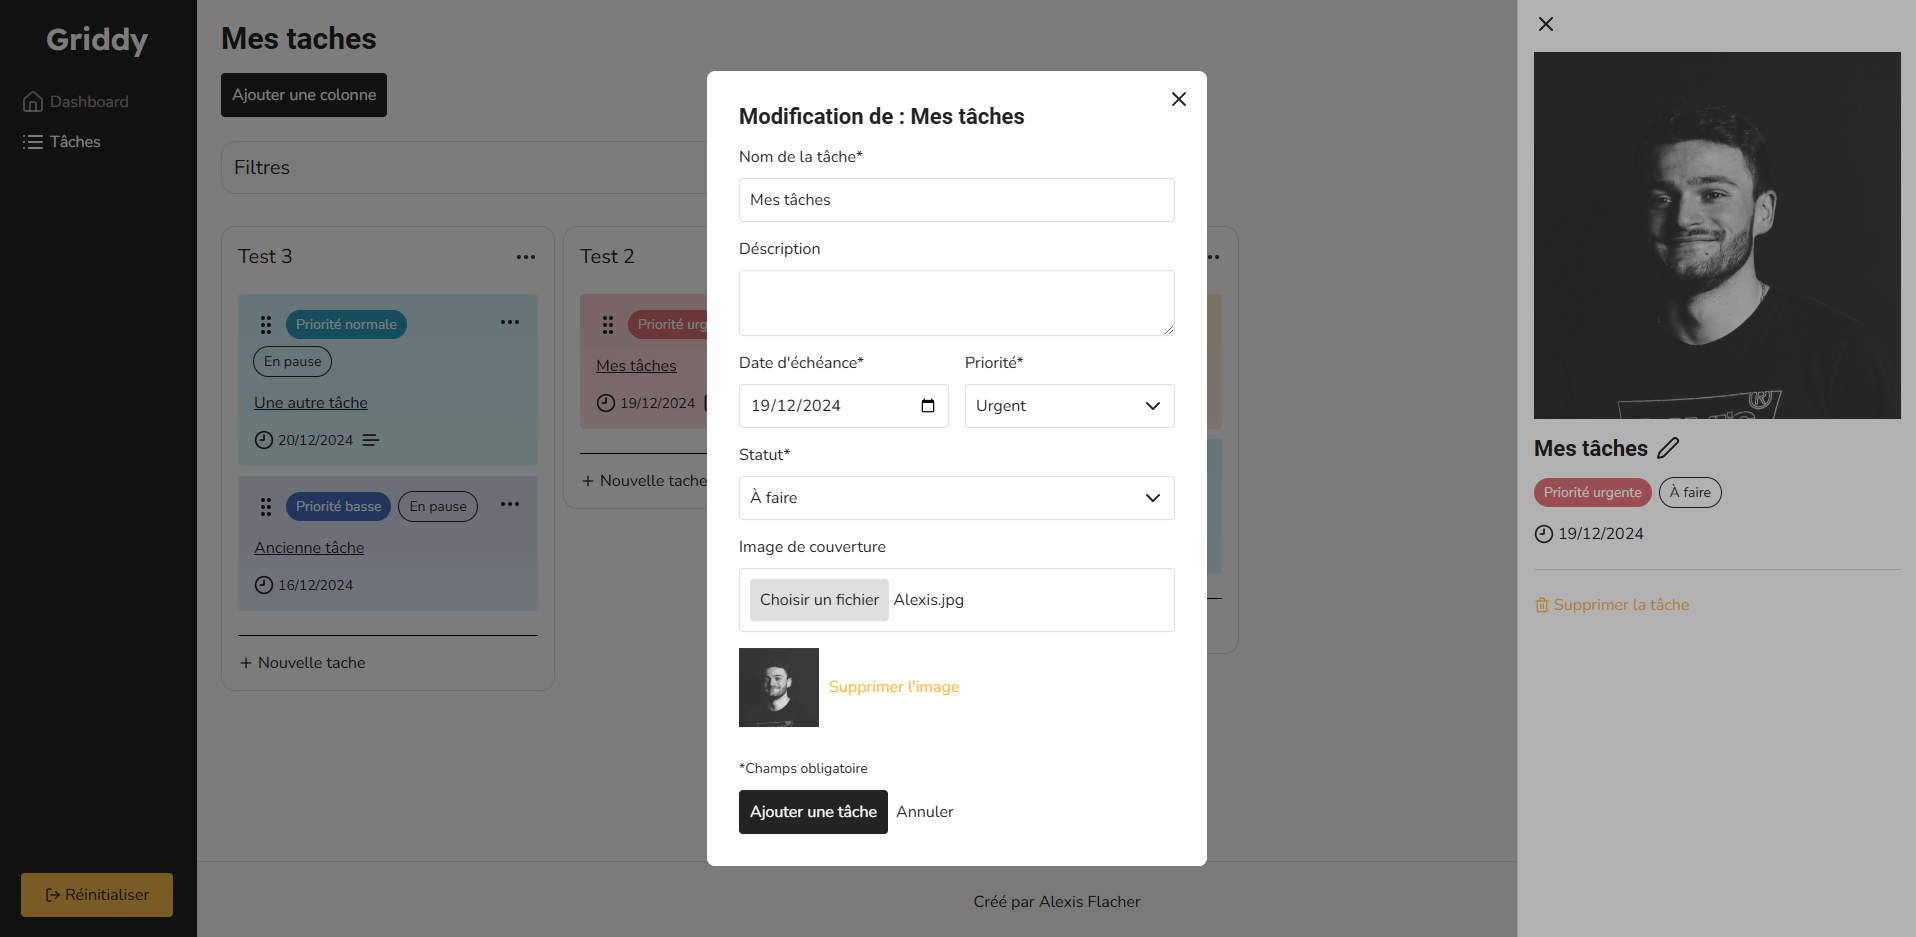 Griddy
Dashboard
Tâches
Réinitialiser
Mes taches
Ajouter une colonne
Filtres
Test 3
Priorité normale
En pause
Une autre tâche
20/12/2024
Priorité basse
En pause
Ancienne tâche
16/12/2024
+ Nouvelle tache
Test 2
Priorité urg
Mes tâches
19/12/2024
+ Nouvelle tache
Modification de : Mes tâches
Nom de la tâche*
Mes tâches
Déscription
Date d'échéance*
Priorité*
19/12/2024
Urgent
Statut*
À faire
Image de couverture
Choisir un fichier Alexis.jpg
Supprimer l'image
*Champs obligatoire
Ajouter une tâche
Annuler
Créé par Alexis Flacher
Mes tâches
Priorité urgente
À faire
19/12/2024
Supprimer la tâche